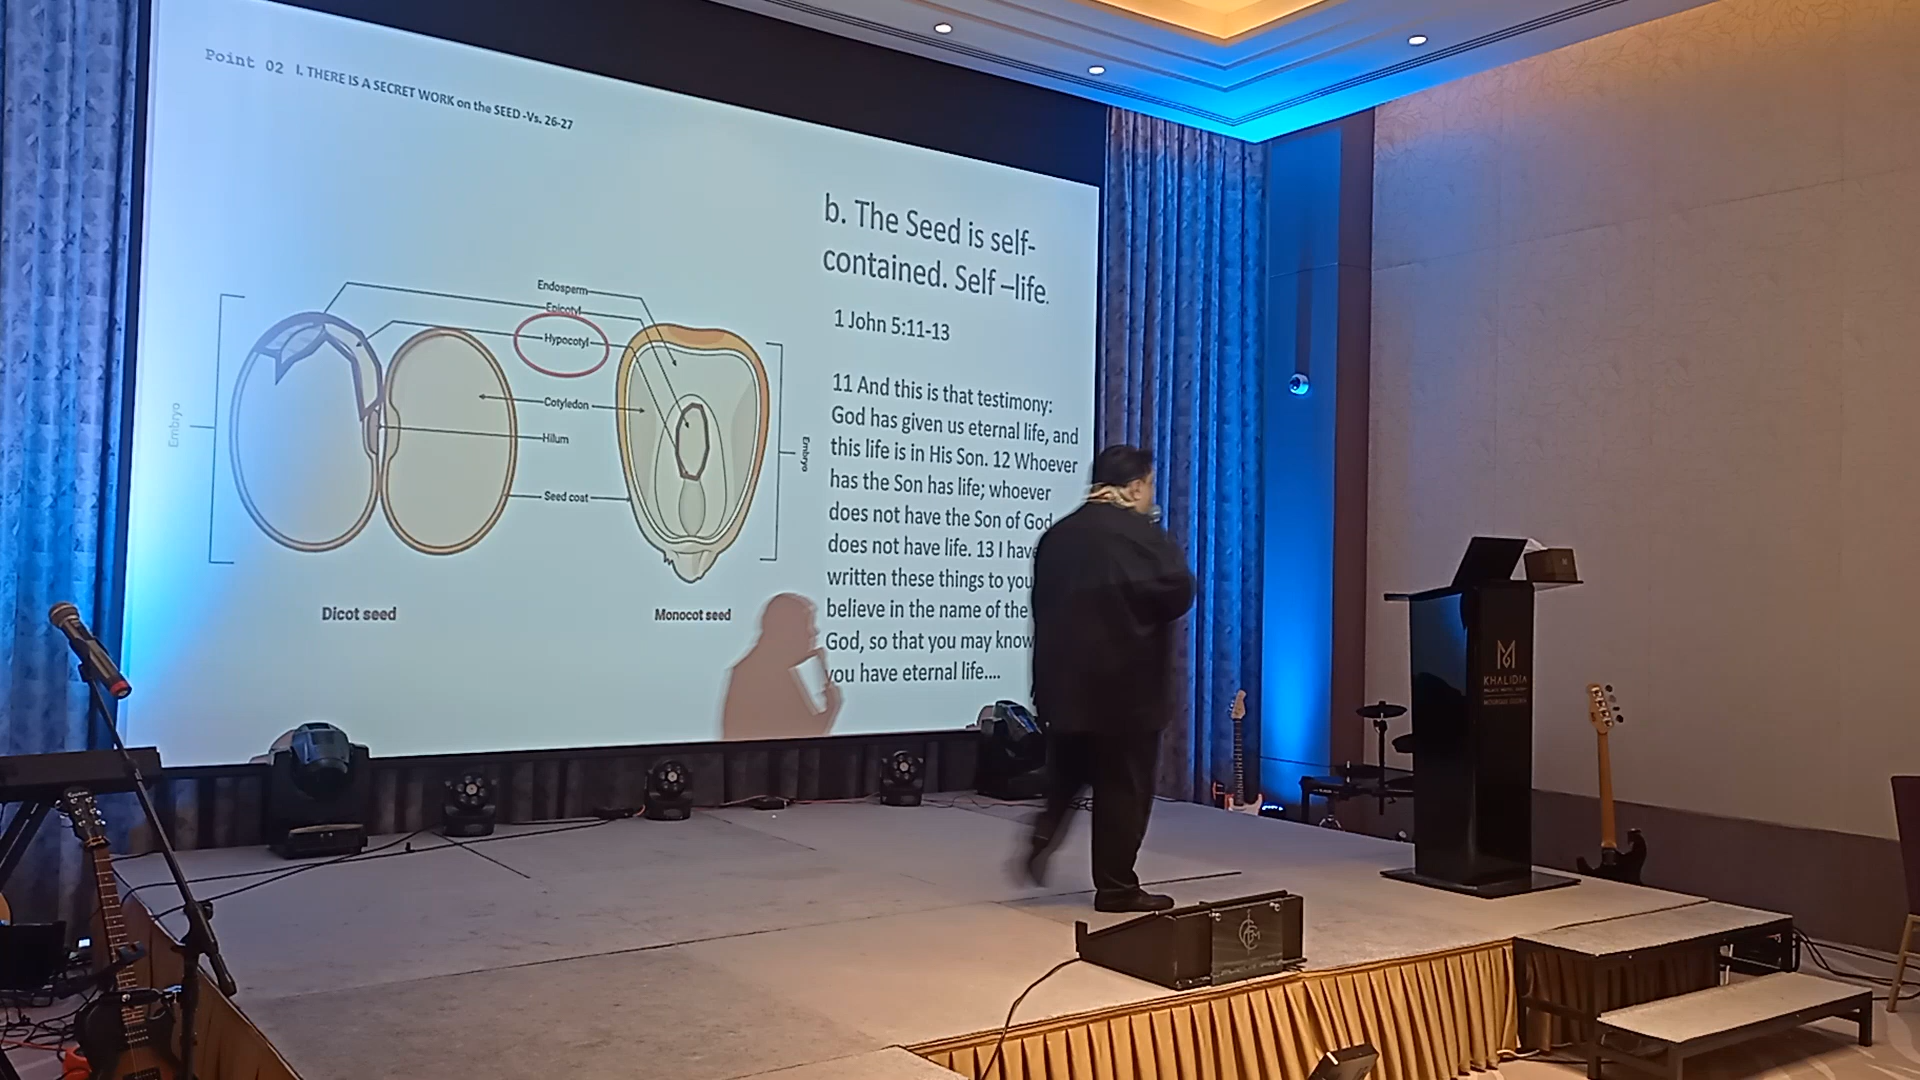 Point 02 I. THERE IS A SECRET WORK on the SEED -Vs. 26-27
b. The Seed is self-
contained. Self –life.
1 John 5:11-13
11 And this is that testimony:
God has given us eternal life, and
this life is in His Son. 12 Whoever
has the Son has life; whoever
does not have the Son of God
does not have life. 13 I have
written these things to you
believe in the name of the
God, so that you may know
you have eternal life....
Endosperm
Epicotyl
Hypocotyl
Cotyledon
Hilum
Seed coat
Embryo
Embryo
Dicot seed
Monocot seed
M
KHALIDIA